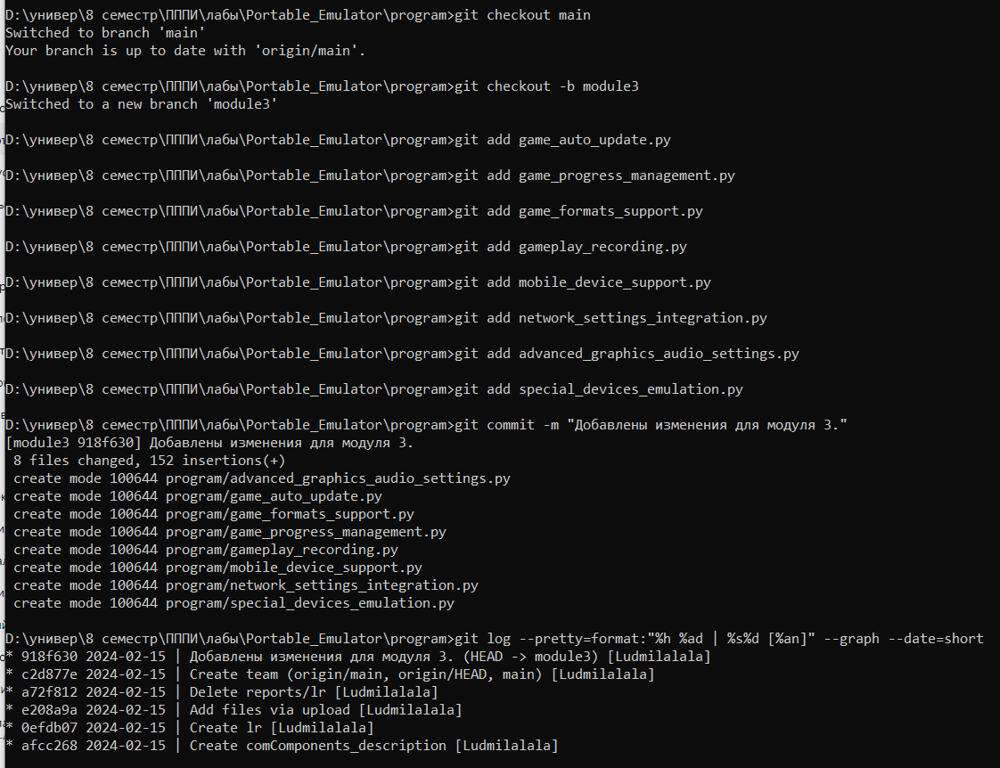 D:\универ\8 семестр\ПППИ\лабы\Portable_Emulator\program>git checkout main
Switched to branch 'main'
Your branch is up to date with 'origin/main'.
D:\универ\8 семестр\ПППИ\лабы\Portable_Emulator\program>git checkout -b module3
Switched to a new branch 'module3'
D:\универ\8 семестр\ПППИ\лабы\Portable_Emulator\program>git add game_auto_update.py
D:\универ\8 семестр\ПППИ\лабы\Portable_Emulator\program>git add game_progress_management.py
D:\универ\8 семестр\ПППИ\лабы\Portable_Emulator\program>git add game_formats_support.py
D:\универ\8 семестр\ПППИ\лабы\Portable_Emulator\program>git add gameplay_recording.py
D:\универ\8 семестр\ПППИ\лабы\Portable_Emulator\program>git add mobile_device_support.py
D:\универ\8 семестр\ПППИ\лабы\Portable_Emulator\program>git add network_settings_integration.py
D:\универ\8 семестр\ПППИ\лабы\Portable_Emulator\program>git add advanced_graphics_audio_settings.py
D:\универ\8 семестр\ПППИ\лабы\Portable_Emulator\program>git add special_devices_emulation.py
D:\универ\8 семестр\ПППИ\лабы\Portable_Emulator\program>git commit -m "Добавлены изменения для модуля 3."
[module3 918f630] Добавлены изменения для модуля 3.
8 files changed, 152 insertions(+)
create mode 100644 program/advanced_graphics_audio_settings.py
create mode 100644 program/game_auto_update.py
create mode 100644 program/game_formats_support.py
create mode 100644 program/game_progress_management.py
create mode 100644 program/gameplay_recording.py
create mode 100644 program/mobile_device_support.py
create mode 100644 program/network_settings_integration.py
create mode 100644 program/special_devices_emulation.py
D:\универ\8 семестр\ПППИ\лабы\Portable_Emulator\program>git log --pretty=format:"%h %ad | %s%d [%an]" --graph --date=short
* 918f630 2024-02-15 | Добавлены изменения для модуля 3. (HEAD -> module3) [Ludmilalala]
* c2d877e 2024-02-15 | Create team (origin/main, origin/HEAD, main) [Ludmilalala]
* a72f812 2024-02-15 | Delete reports/lr [Ludmilalala]
* e208a9a 2024-02-15 | Add files via upload [Ludmilalala]
* 0efdb07 2024-02-15 | Create lr [Ludmilalala]
* afcc268 2024-02-15 | Create comComponents_description [Ludmilalala]